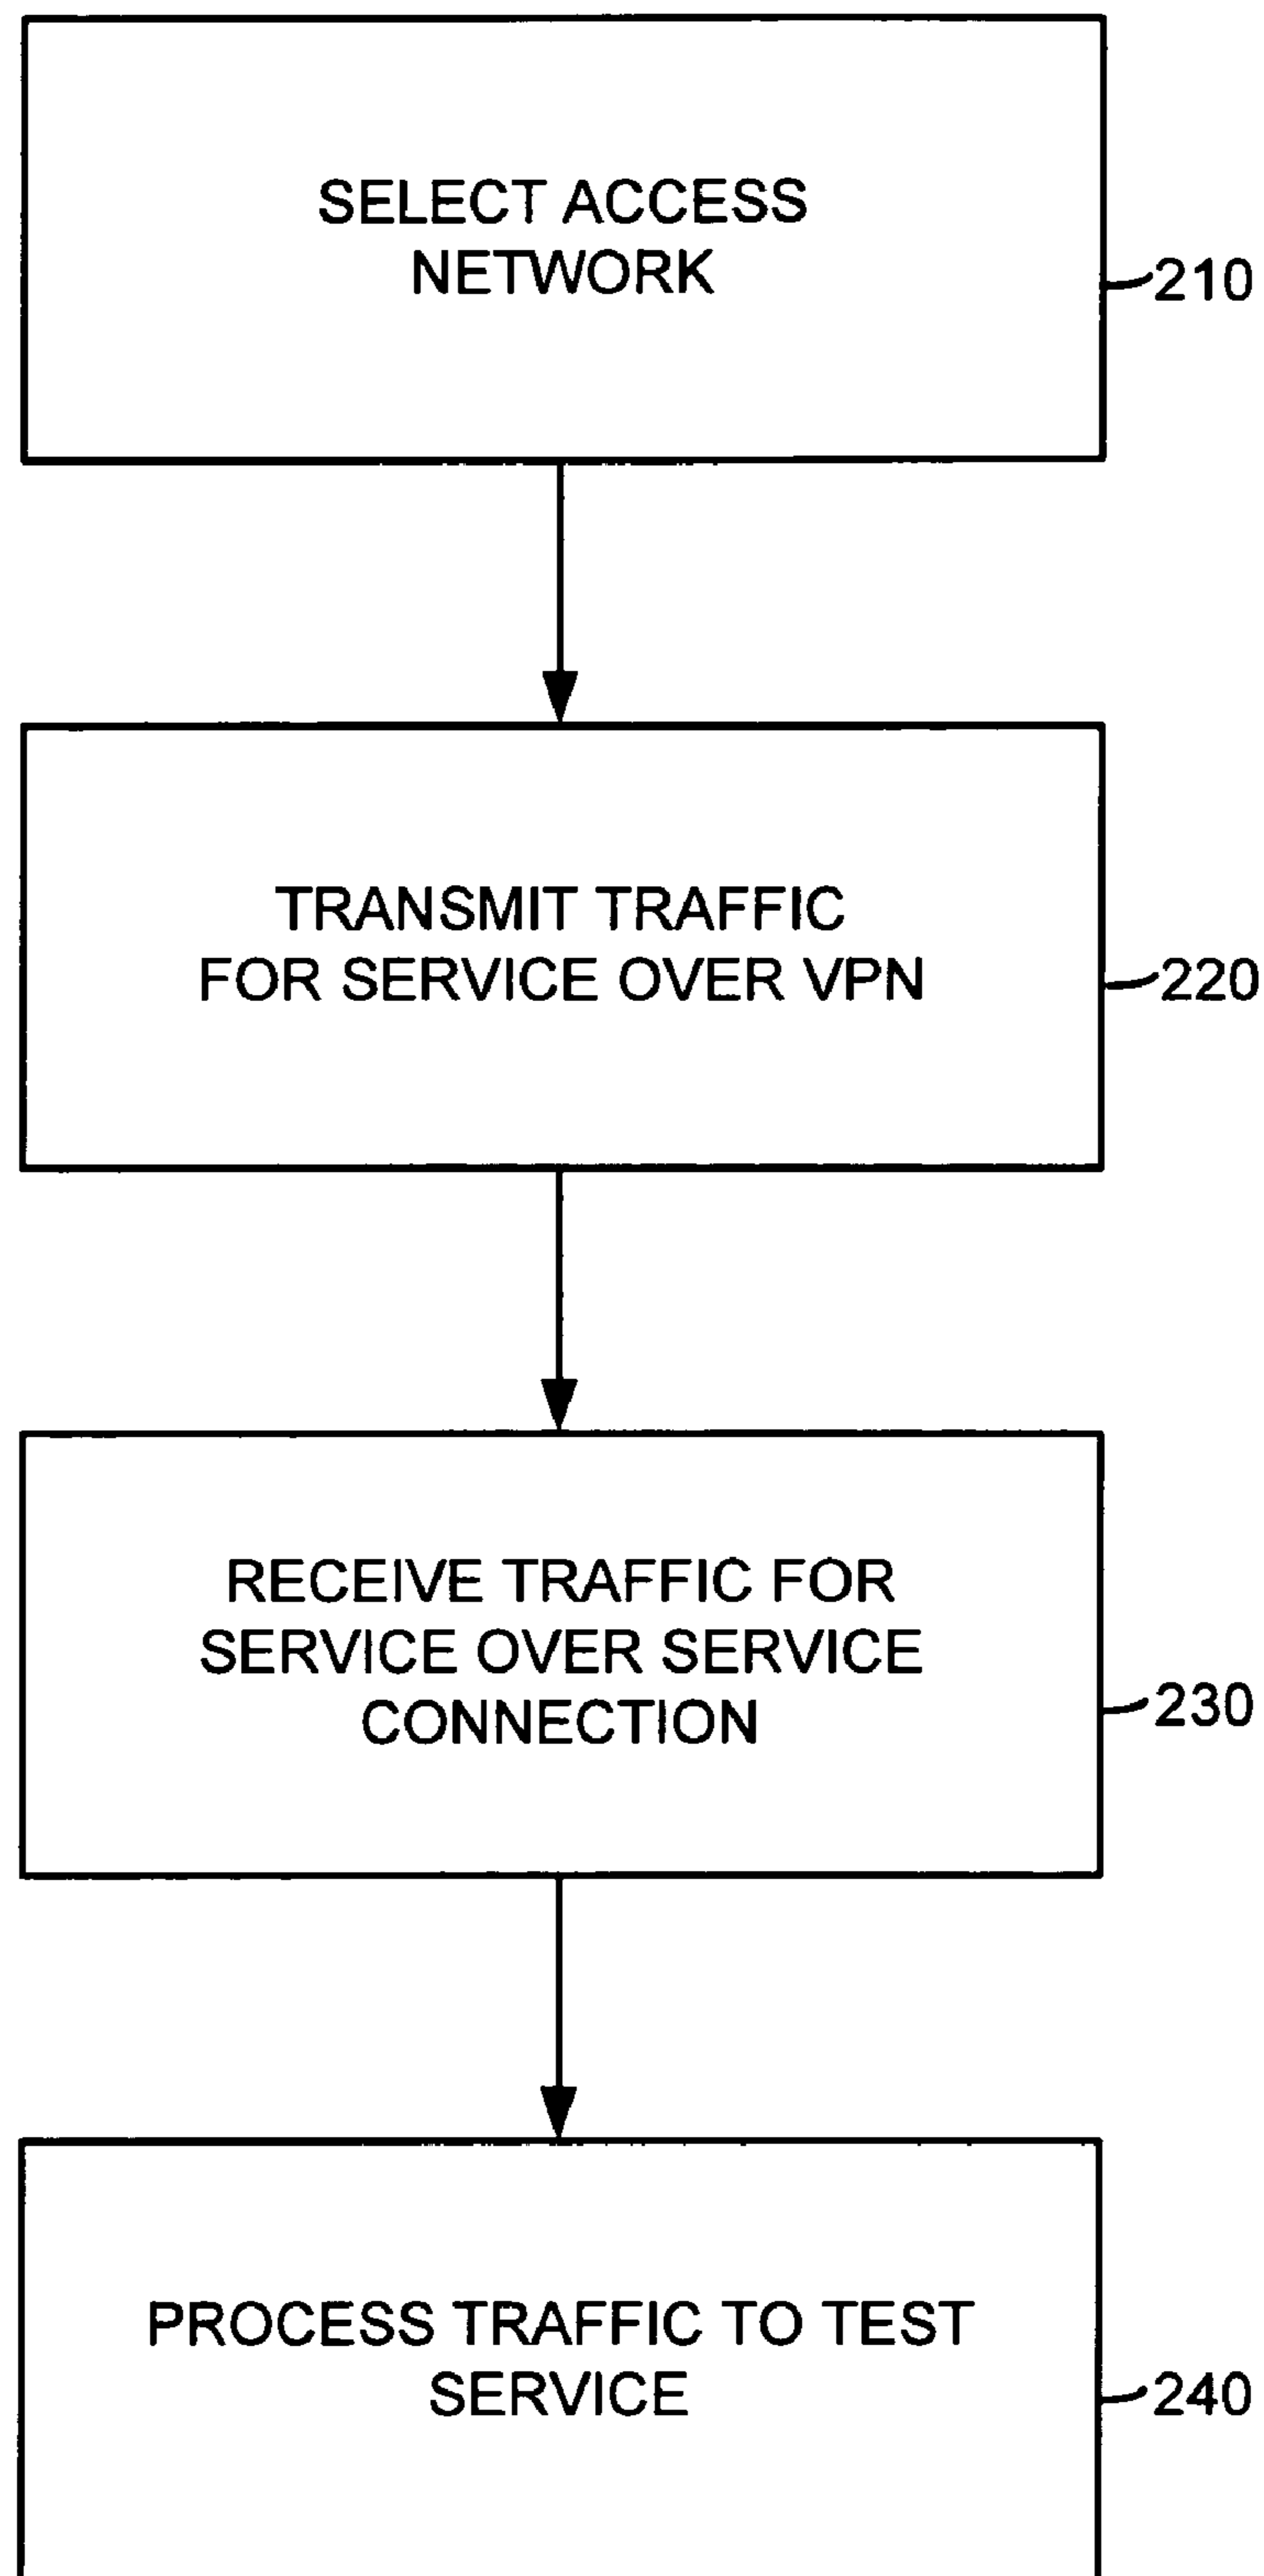 SELECT ACCESS
NETWORK
210
TRANSMIT TRAFFIC
FOR SERVICE OVER VPN
220
RECEIVE TRAFFIC FOR
SERVICE OVER SERVICE
CONNECTION
230
PROCESS TRAFFIC TO TEST
SERVICE
240